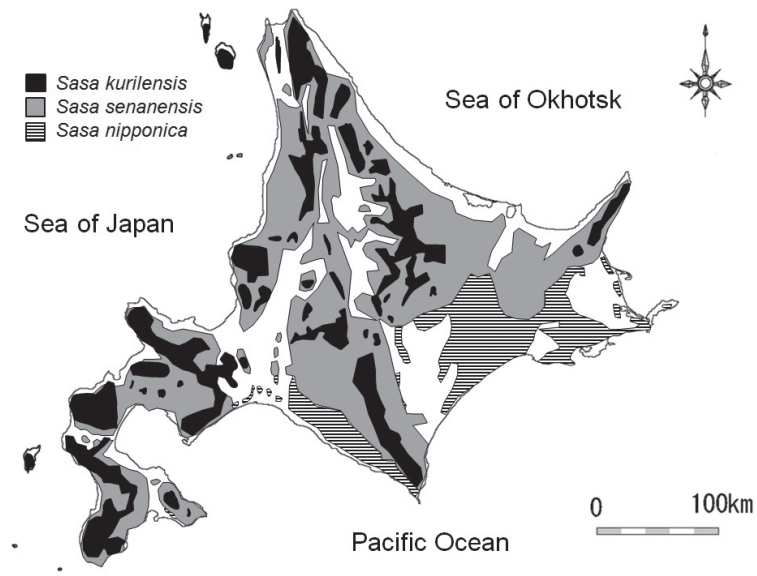 Sasa kurilensis
Sasa senanensis
Sasa nipponica
Sea of Okhotsk
Sea of Japan
0 100km
Pacific Ocean